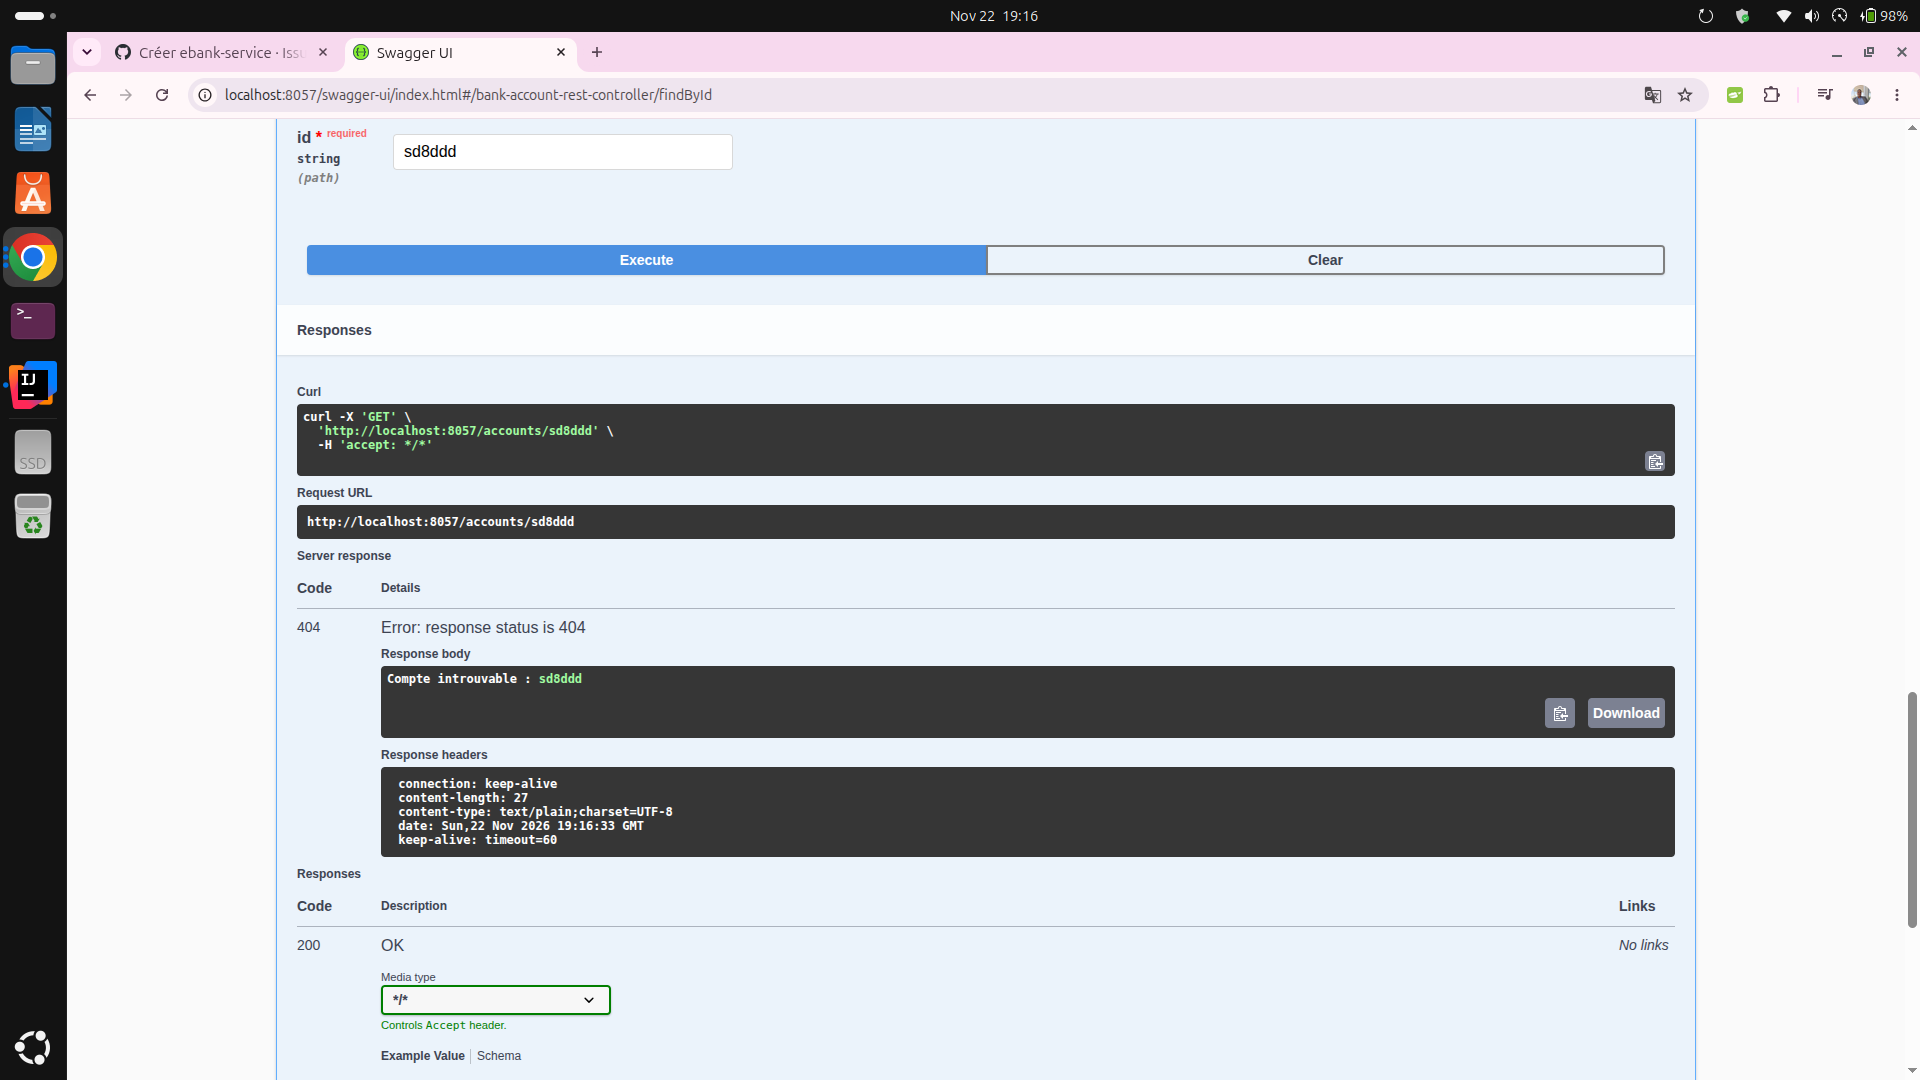 Nov 22 19:16
98%
Créer ebank-service · Iss
Swagger UI
localhost:8057/swagger-ui/index.html#/bank-account-rest-controller/findById
id * required
string
(path)
sd8ddd
Execute
Clear
Responses
Curl
curl -X 'GET' \
'http://localhost:8057/accounts/sd8ddd' \
-H 'accept: */*'
Request URL
http://localhost:8057/accounts/sd8ddd
Server response
Code
Details
404
Error: response status is 404
Response body
Compte introuvable : sd8ddd
Download
Response headers
connection: keep-alive
content-length: 27
content-type: text/plain;charset=UTF-8
date: Sun,22 Nov 2026 19:16:33 GMT
keep-alive: timeout=60
Responses
Code
Description
Links
200
OK
No links
Media type
*/*
Controls Accept header.
Example Value
Schema
>_
IJ
SSD